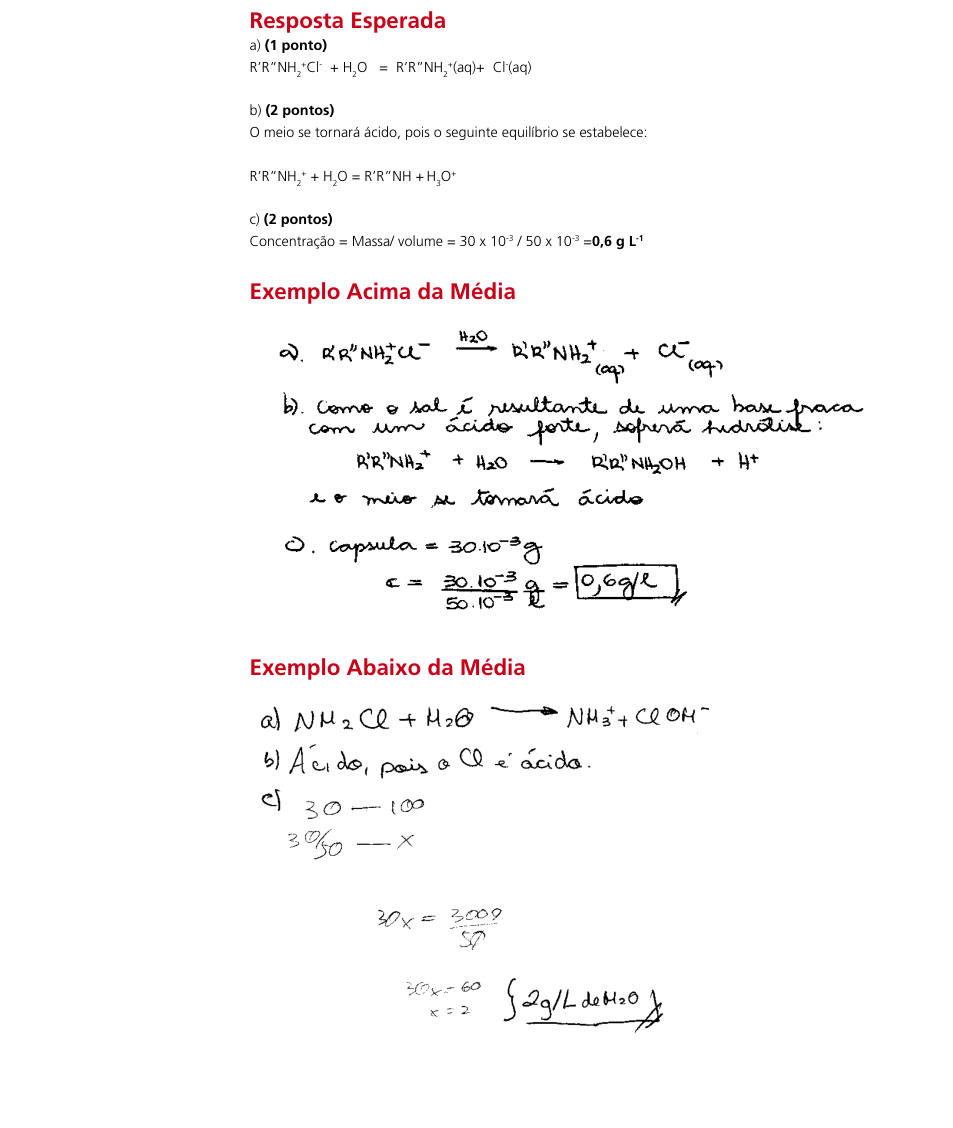 Resposta Esperada
a) (1 ponto)
R’R”NH₂⁺Cl⁻ + H₂O = R’R”NH₂⁺(aq)+ Cl⁻(aq)
b) (2 pontos)
O meio se tornará ácido, pois o seguinte equilíbrio se estabelece:
R’R”NH₂⁺ + H₂O = R’R”NH + H₃O⁺
c) (2 pontos)
Concentração = Massa/ volume = 30 x 10⁻³ / 50 x 10⁻³ =0,6 g L⁻¹
Exemplo Acima da Média
a). R'R"NH₂⁺Cl⁻ —H₂O→ R'R"NH₂⁺(aq) + Cl⁻(aq)
b). Como o sal é resultante de uma base fraca
com um ácido forte, sofrerá hidrólise:
R'R"NH₂⁺ + H₂O — R'R"NH₂OH + H⁺
e o meio se tornará ácido
c). capsula = 30.10⁻³g
c = 30.10⁻³/50.10⁻³ g/l = 0,6g/l
Exemplo Abaixo da Média
a) NH₂Cl + H₂O → NH₃⁺ + ClOH⁻
b) Ácido, pois o Cl é ácido.
c) 30 — 100
30/50 — x
30x = 3000/50
30x = 60
x = 2 { 2g/L de H₂O }